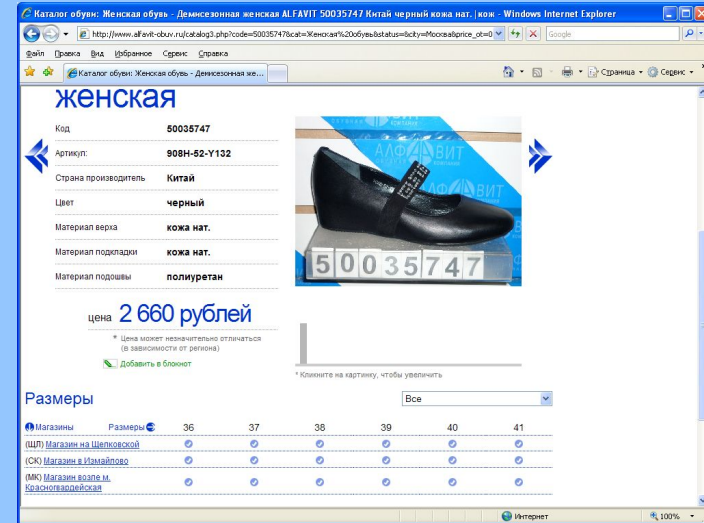 Каталог обуви: Женская обувь - Демисезонная женская ALFAVIT 50035747 Китай черный кожа нат. |кож - Windows Internet Explorer
http://www.alfavit-obuv.ru/catalog3.php?code=50035747&cat=Женская%20обувь&status=&city=Москва&price_ot=0
Google
Файл Правка Вид Избранное Сервис Справка
Каталог обуви: Женская обувь - Демисезонная же...
Страница
Сервис
женская
Код 50035747
Артикул: 908H-52-Y132
Страна производитель Китай
Цвет черный
Материал верха кожа нат.
Материал подкладки кожа нат.
Материал подошвы полиуретан
АЛФАВИТ
50035747
цена 2 660 рублей
* Цена может незначительно отличаться
(в зависимости от региона)
Добавить в блокнот
* Кликните на картинку, чтобы увеличить
Размеры
Все
Магазины Размеры 36 37 38 39 40 41
(ЩЛ) Магазин на Щелковской
(СК) Магазин в Измайлово
(МК) Магазин возле м.
Красногвардейская
Интернет
100%